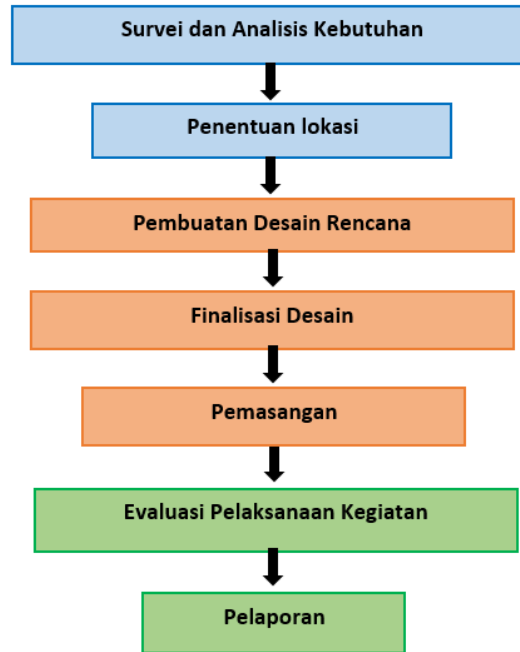 Survei dan Analisis Kebutuhan
Penentuan lokasi
Pembuatan Desain Rencana
Finalisasi Desain
Pemasangan
Evaluasi Pelaksanaan Kegiatan
Pelaporan